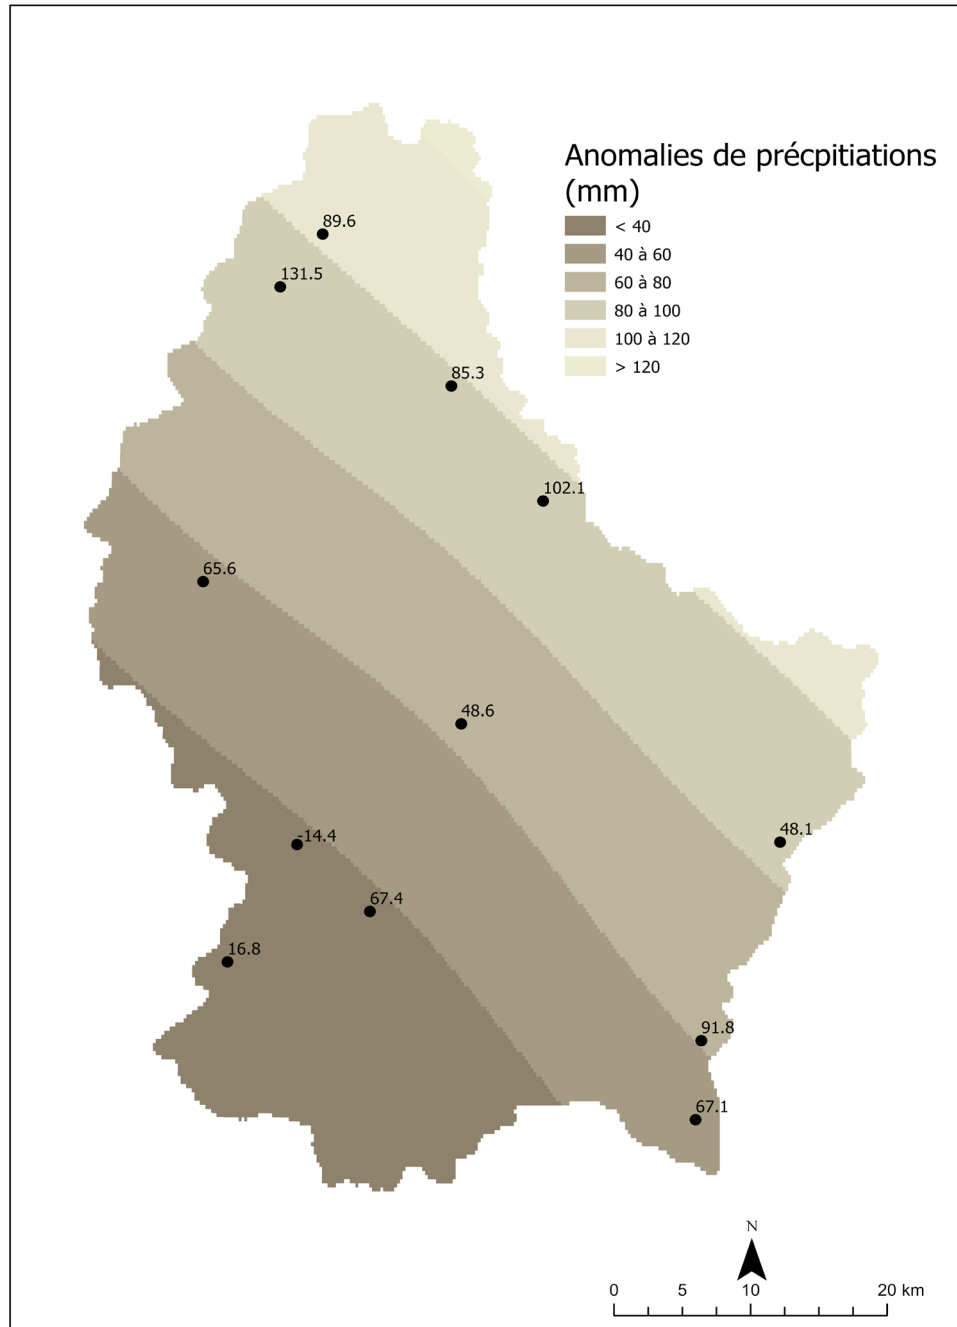 Anomalies de précpitiations
(mm)
< 40
40 à 60
60 à 80
80 à 100
100 à 120
> 120
89.6
131.5
85.3
102.1
65.6
48.6
-14.4
48.1
67.4
16.8
91.8
67.1
N
0 5 10 20 km